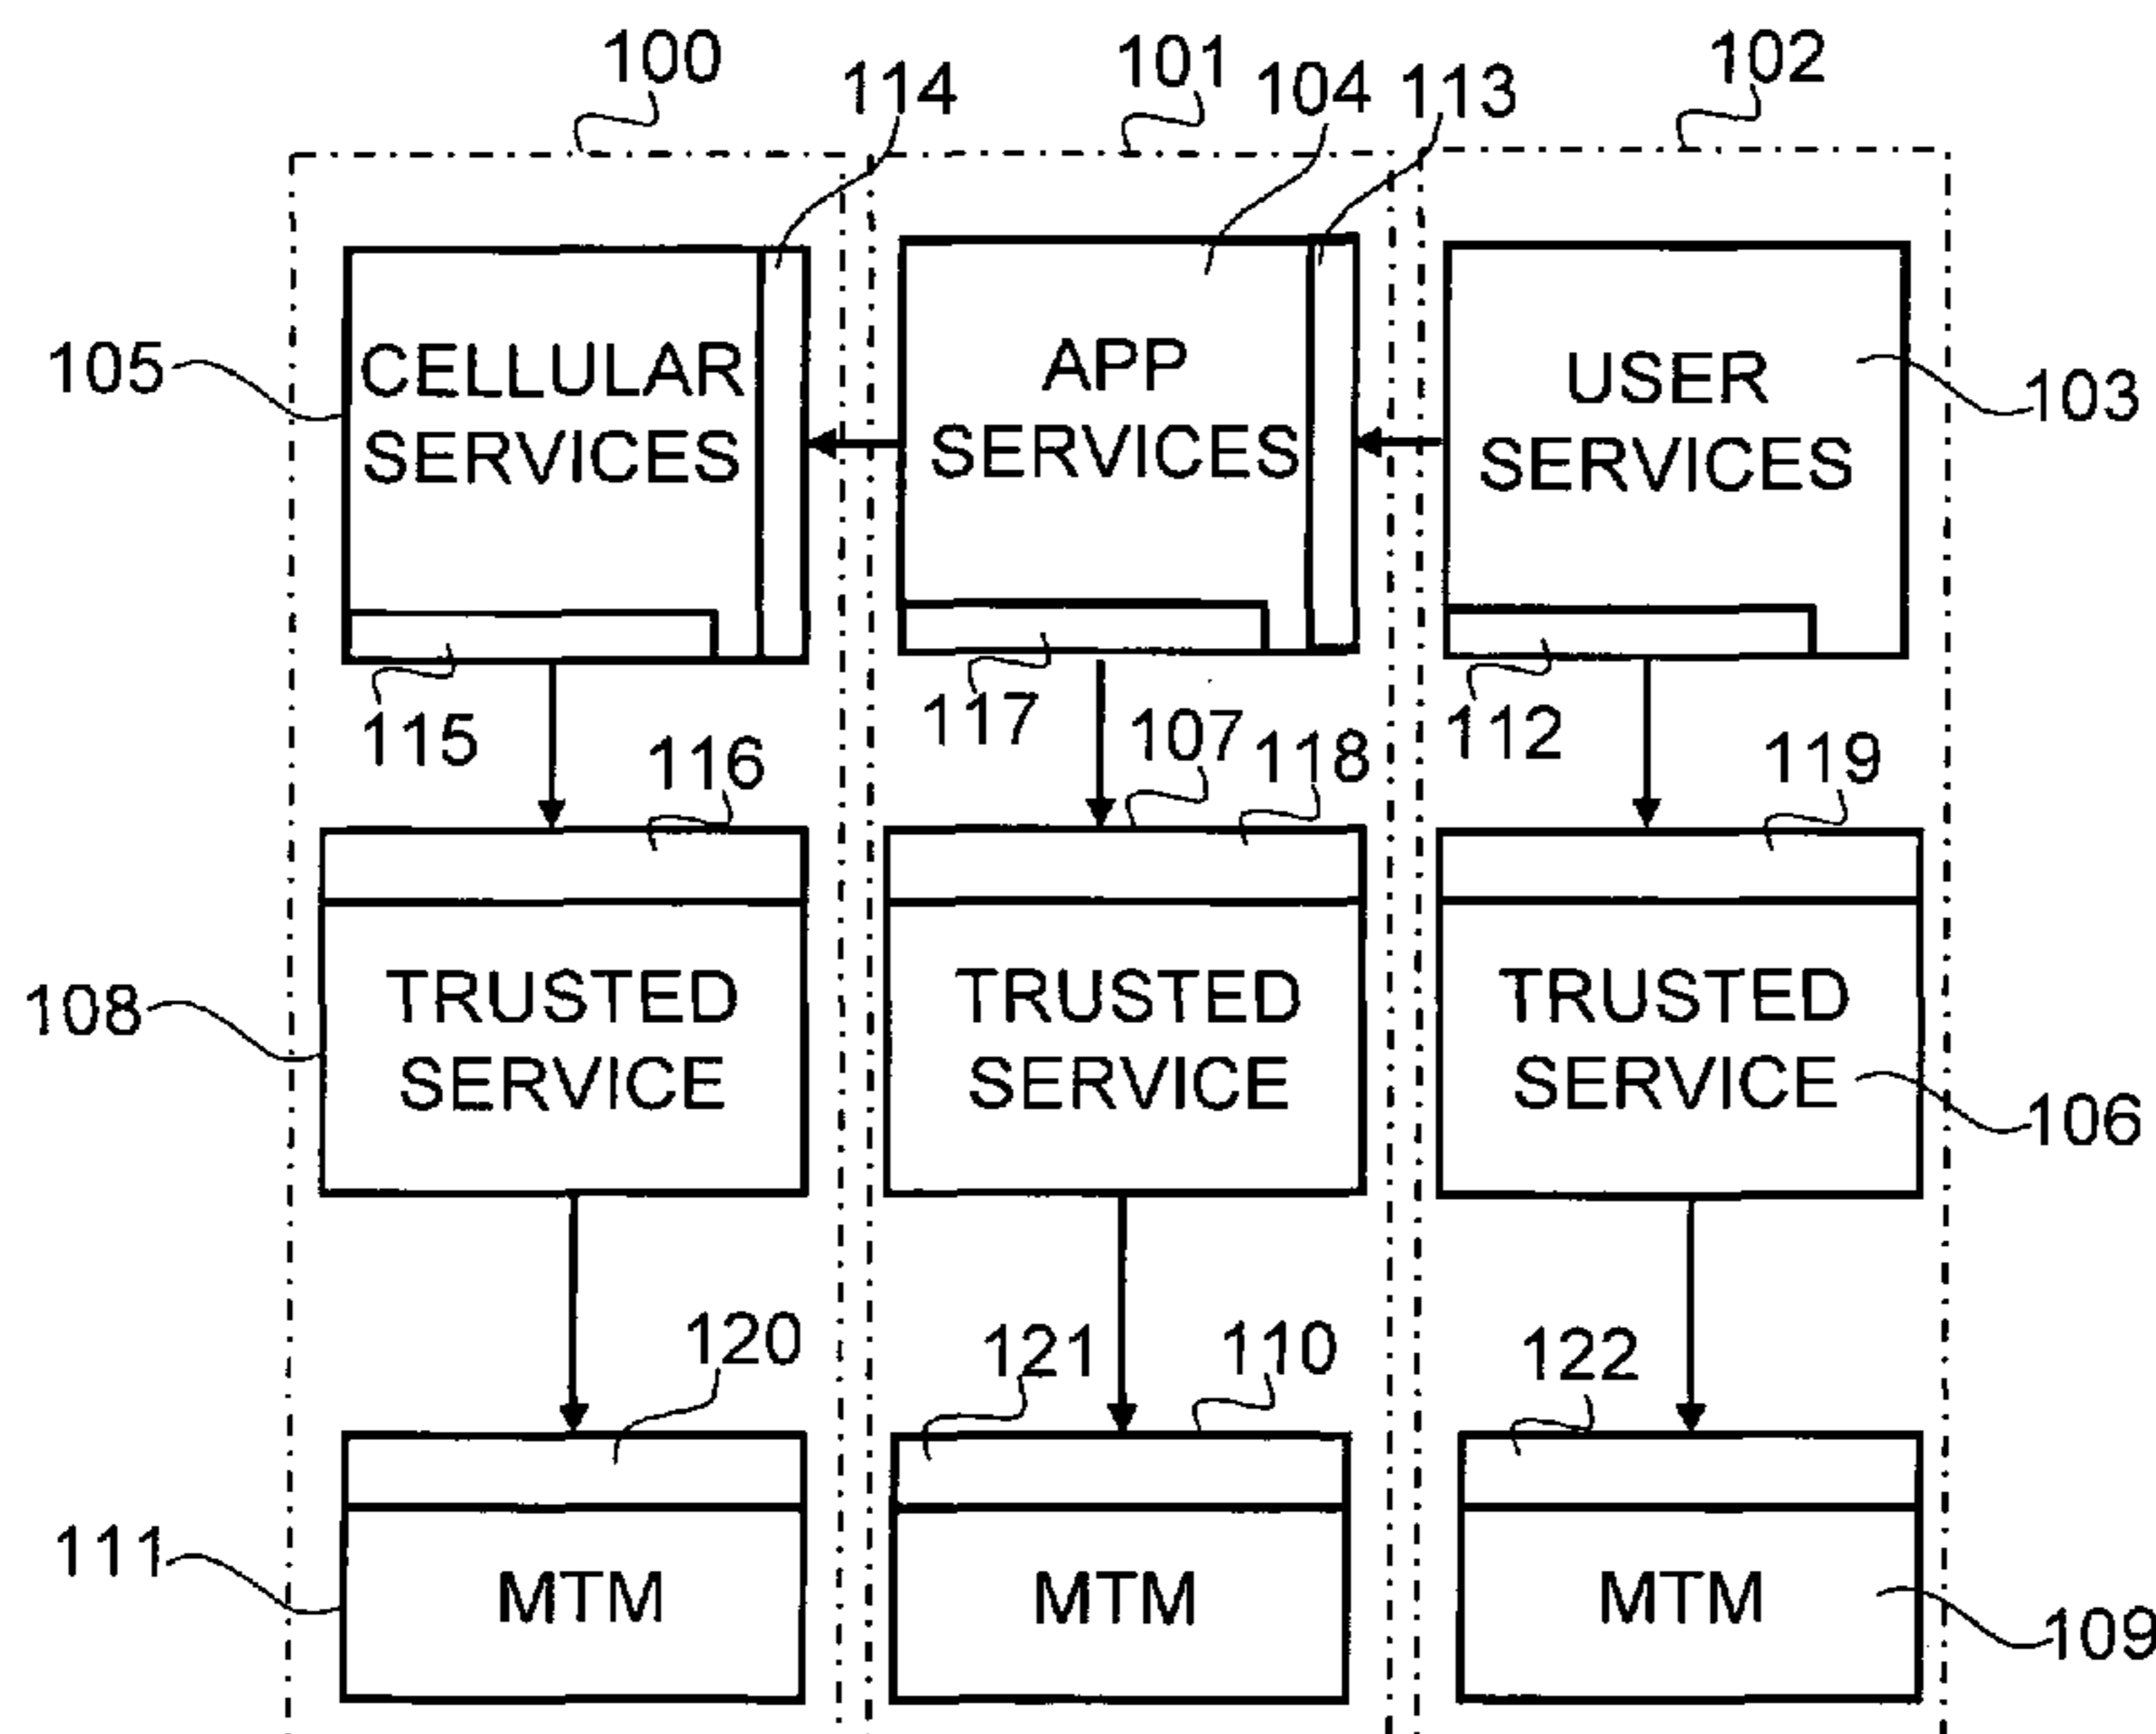 100
101
102
114
104
113
105
CELLULAR
SERVICES
APP
SERVICES
USER
SERVICES
103
115
117
112
116
107
118
119
108
TRUSTED
SERVICE
TRUSTED
SERVICE
TRUSTED
SERVICE
106
120
121
110
122
111
MTM
MTM
MTM
109